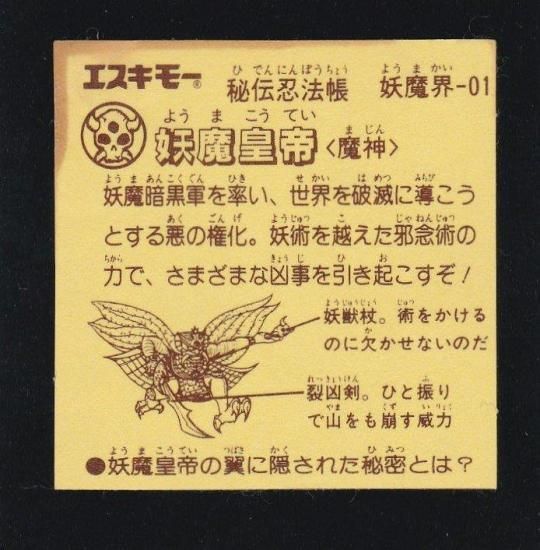 エスキモー® 秘伝忍法帳 妖魔界-01
妖魔皇帝〈魔神〉
妖魔暗黒軍を率い、世界を破滅に導こう
とする悪の権化。妖術を越えた邪念術の
力で、さまざまな凶事を引き起こすぞ！
妖獣杖。術をかける
のに欠かせないのだ
裂凶剣。ひと振り
で山をも崩す威力
●妖魔皇帝の翼に隠された秘密とは？